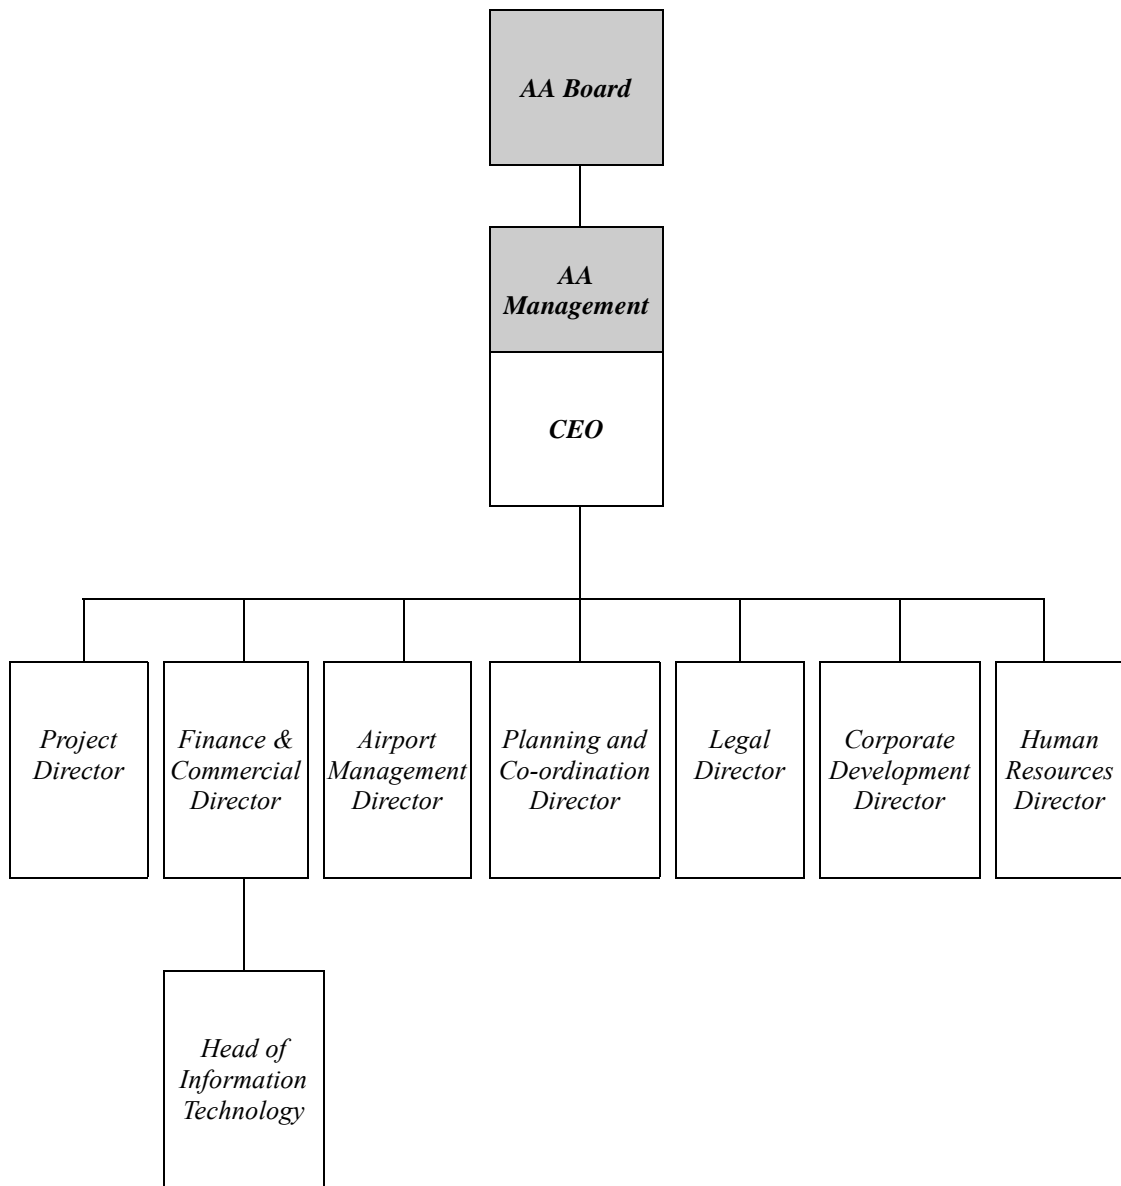 AA Board
AA
Management
CEO
Project
Director
Finance &
Commercial
Director
Airport
Management
Director
Planning and
Co-ordination
Director
Legal
Director
Corporate
Development
Director
Human
Resources
Director
Head of
Information
Technology